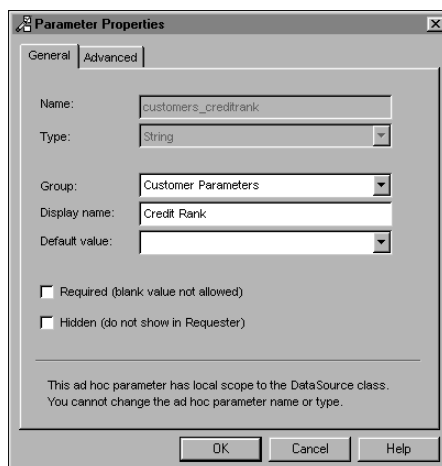 Parameter Properties
General Advanced
Name: customers_creditrank
Type: String
Group: Customer Parameters
Display name: Credit Rank
Default value:
Required (blank value not allowed)
Hidden (do not show in Requester)
This ad hoc parameter has local scope to the DataSource class.
You cannot change the ad hoc parameter name or type.
OK Cancel Help